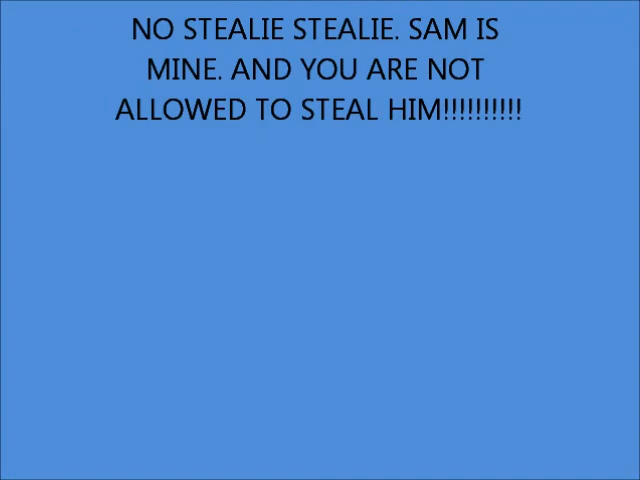 NO STEALIE STEALIE. SAM IS
MINE. AND YOU ARE NOT
ALLOWED TO STEAL HIM!!!!!!!!!!